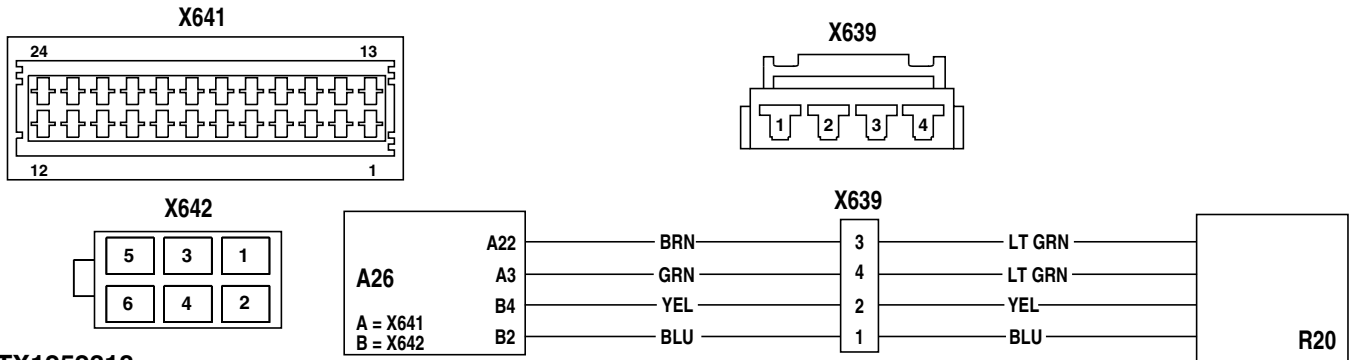 X641
24 13
12 1
X639
1 2 3 4
X642
5 3 1
6 4 2
X639
A22 BRN 3 LT GRN
A26
A3 GRN 4 LT GRN
B4 YEL 2 YEL
A = X641
B = X642
B2 BLU 1 BLU
R20